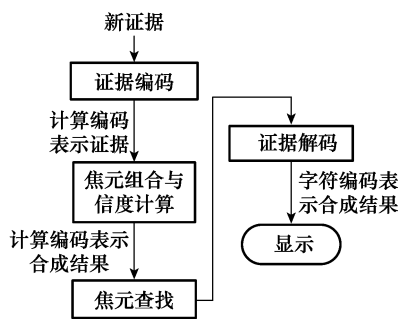 新证据
证据编码
计算编码
表示证据
焦元组合与
信度计算
计算编码表示
合成结果
焦元查找
证据解码
字符编码表
示合成结果
显示